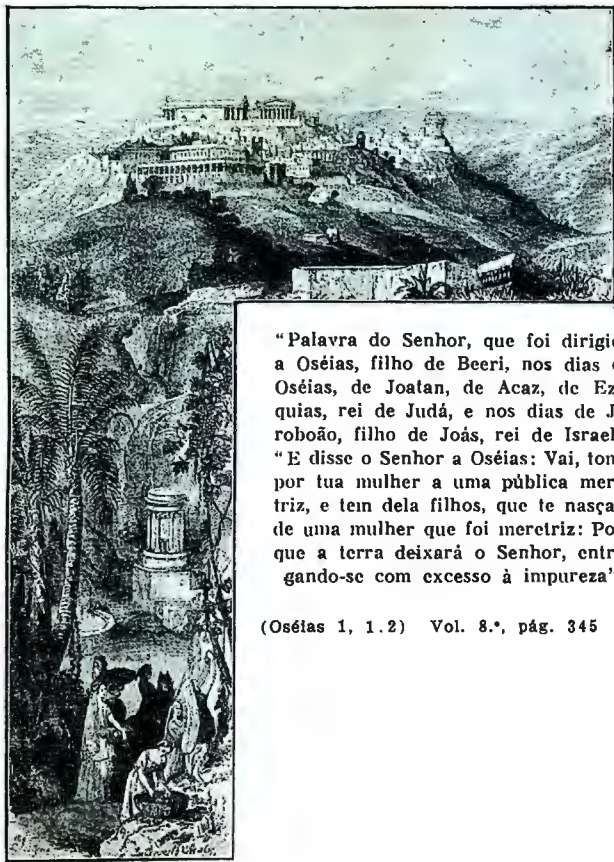 “Palavra do Senhor, que foi dirigi
a Oséias, filho de Beeri, nos dias
Oséias, de Joatan, de Acaz, de Ez
quias, rei de Judá, e nos dias de J
roboão, filho de Joás, rei de Israel
“E disse o Senhor a Oséias: Vai, ton
por tua mulher a uma pública mer
triz, e tem dela filhos, que te nasça
de uma mulher que foi meretriz: Po
que a terra deixará o Senhor, entr
gando-se com excesso à impureza”
(Oséias 1, 1.2) Vol. 8.°, pág. 345